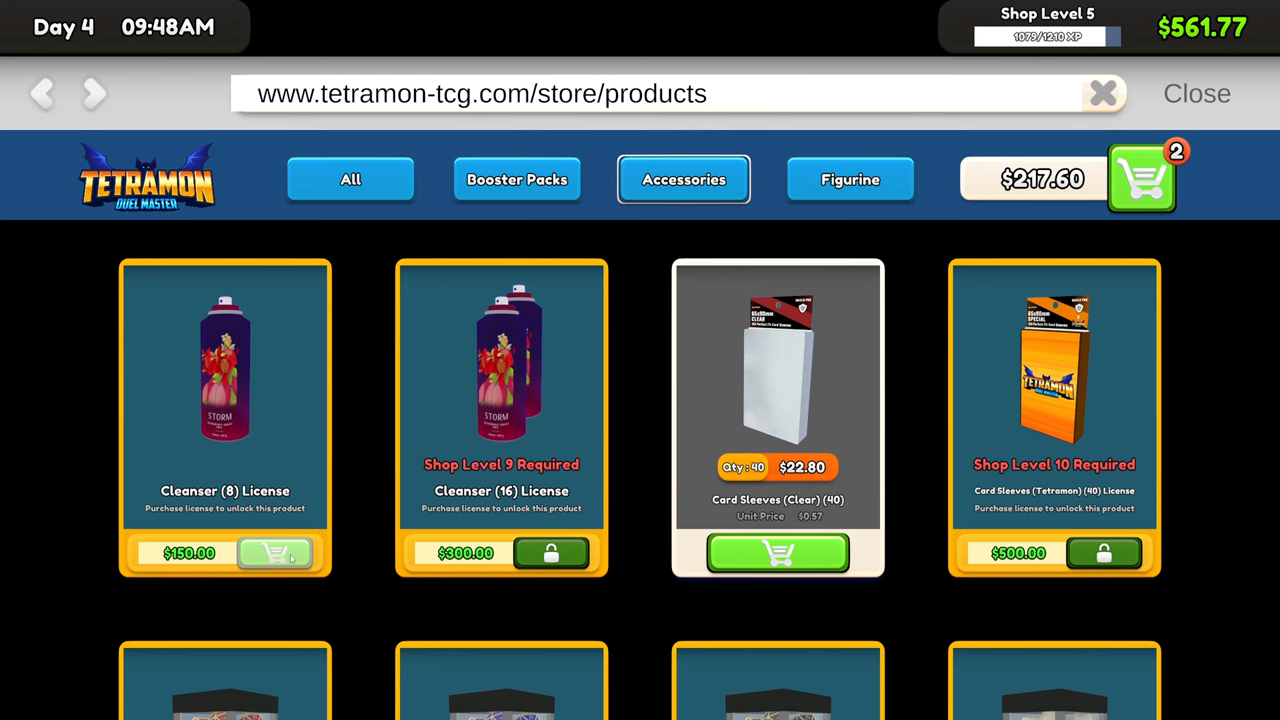 Day 4 09:48AM
Shop Level 5
1079/1210 XP
$561.77
www.tetramon-tcg.com/store/products
Close
TETRAMON
DUEL MASTER
All
Booster Packs
Accessories
Figurine
$217.60
2
STORM
Cleanser (8) License
Purchase license to unlock this product
$150.00
STORM
Shop Level 9 Required
Cleanser (16) License
Purchase license to unlock this product
$300.00
65x90mm
CLEAR
Qty : 40 $22.80
Card Sleeves (Clear) (40)
Unit Price $0.57
65x90mm
SPECIAL
TETRAMON
Shop Level 10 Required
Card Sleeves (Tetramon) (40) License
Purchase license to unlock this product
$500.00